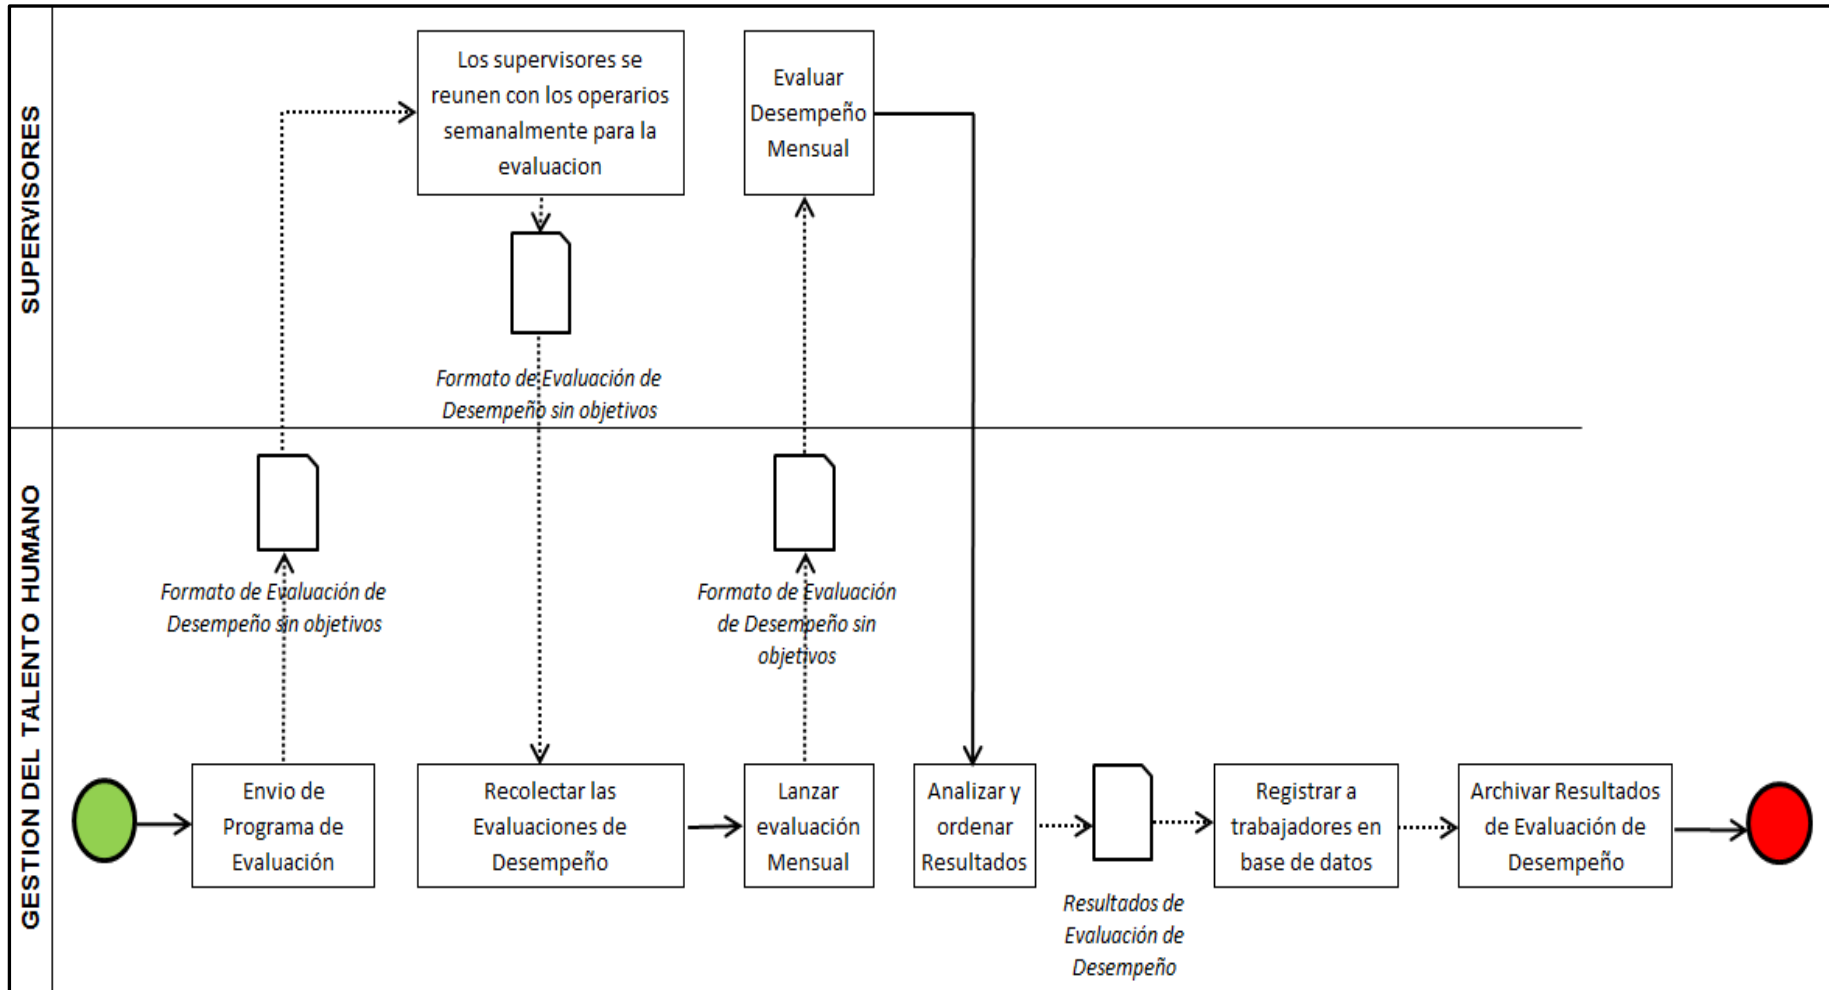 SUPERVISORES
Los supervisores se
reunen con los operarios
semanalmente para la
evaluacion
Evaluar
Desempeño
Mensual
Formato de Evaluación de
Desempeño sin objetivos
GESTION DEL TALENTO HUMANO
Formato de Evaluación de
Desempeño sin objetivos
Formato de Evaluación
de Desempeño sin
objetivos
Envio de
Programa de
Evaluación
Recolectar las
Evaluaciones de
Desempeño
Lanzar
evaluación
Mensual
Analizar y
ordenar
Resultados
Resultados de
Evaluación de
Desempeño
Registrar a
trabajadores en
base de datos
Archivar Resultados
de Evaluación de
Desempeño